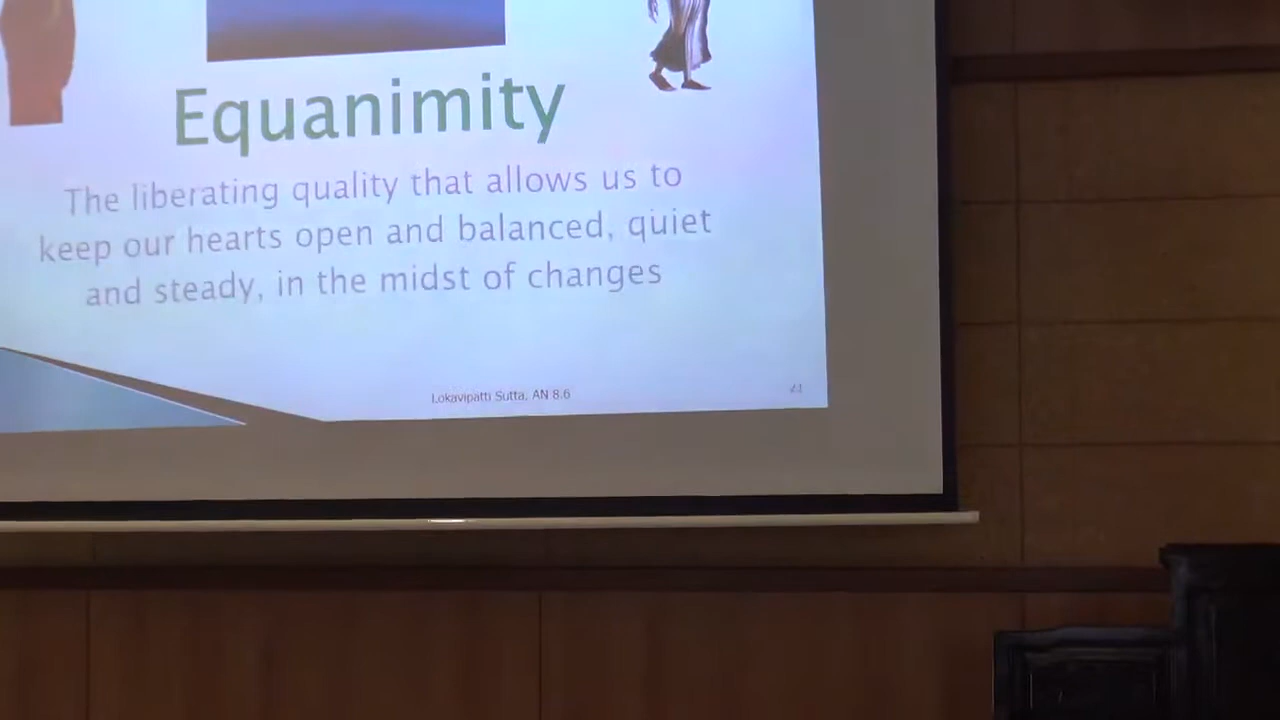 Equanimity
The liberating quality that allows us to
keep our hearts open and balanced, quiet
and steady, in the midst of changes
Lokavipatti Sutta, AN 8.6